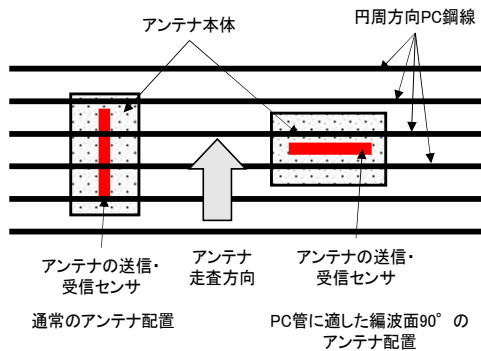 アンテナ本体
円周方向PC鋼線
アンテナの送信・
受信センサ
アンテナ
走査方向
アンテナの送信・
受信センサ
通常のアンテナ配置
PC管に適した編波面90°の
アンテナ配置